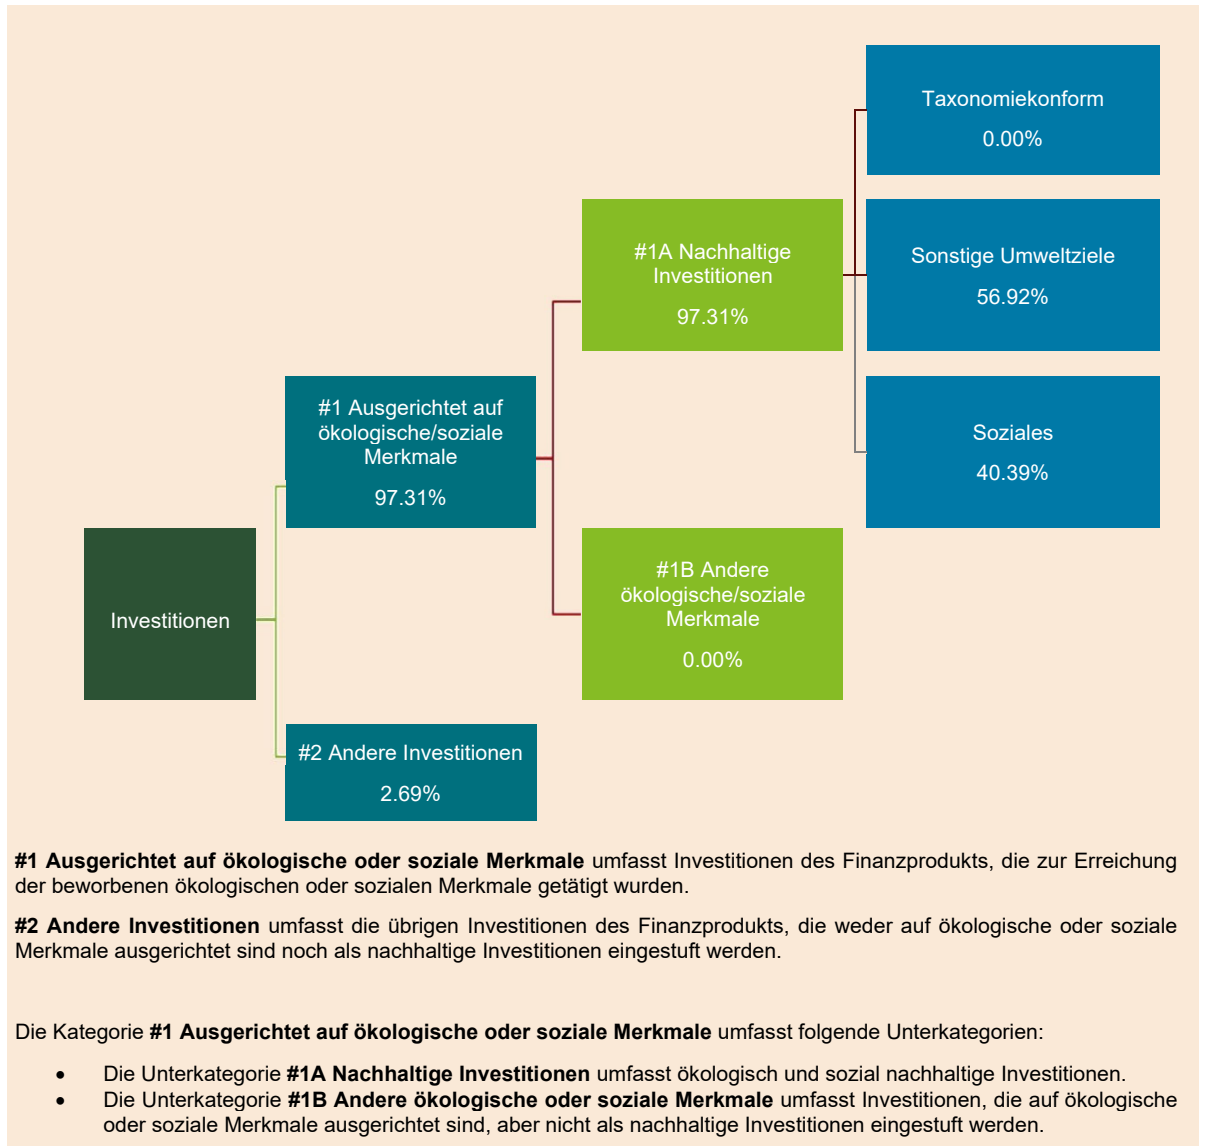 Taxonomiekonform
0.00%
#1A Nachhaltige
Investitionen
97.31%
Sonstige Umweltziele
56.92%
#1 Ausgerichtet auf
ökologische/soziale
Merkmale
97.31%
Soziales
40.39%
Investitionen
#1B Andere
ökologische/soziale
Merkmale
0.00%
#2 Andere Investitionen
2.69%
#1 Ausgerichtet auf ökologische oder soziale Merkmale umfasst Investitionen des Finanzprodukts, die zur Erreichung
der beworbenen ökologischen oder sozialen Merkmale getätigt wurden.
#2 Andere Investitionen umfasst die übrigen Investitionen des Finanzprodukts, die weder auf ökologische oder soziale
Merkmale ausgerichtet sind noch als nachhaltige Investitionen eingestuft werden.
Die Kategorie #1 Ausgerichtet auf ökologische oder soziale Merkmale umfasst folgende Unterkategorien:
• Die Unterkategorie #1A Nachhaltige Investitionen umfasst ökologisch und sozial nachhaltige Investitionen.
• Die Unterkategorie #1B Andere ökologische oder soziale Merkmale umfasst Investitionen, die auf ökologische
oder soziale Merkmale ausgerichtet sind, aber nicht als nachhaltige Investitionen eingestuft werden.